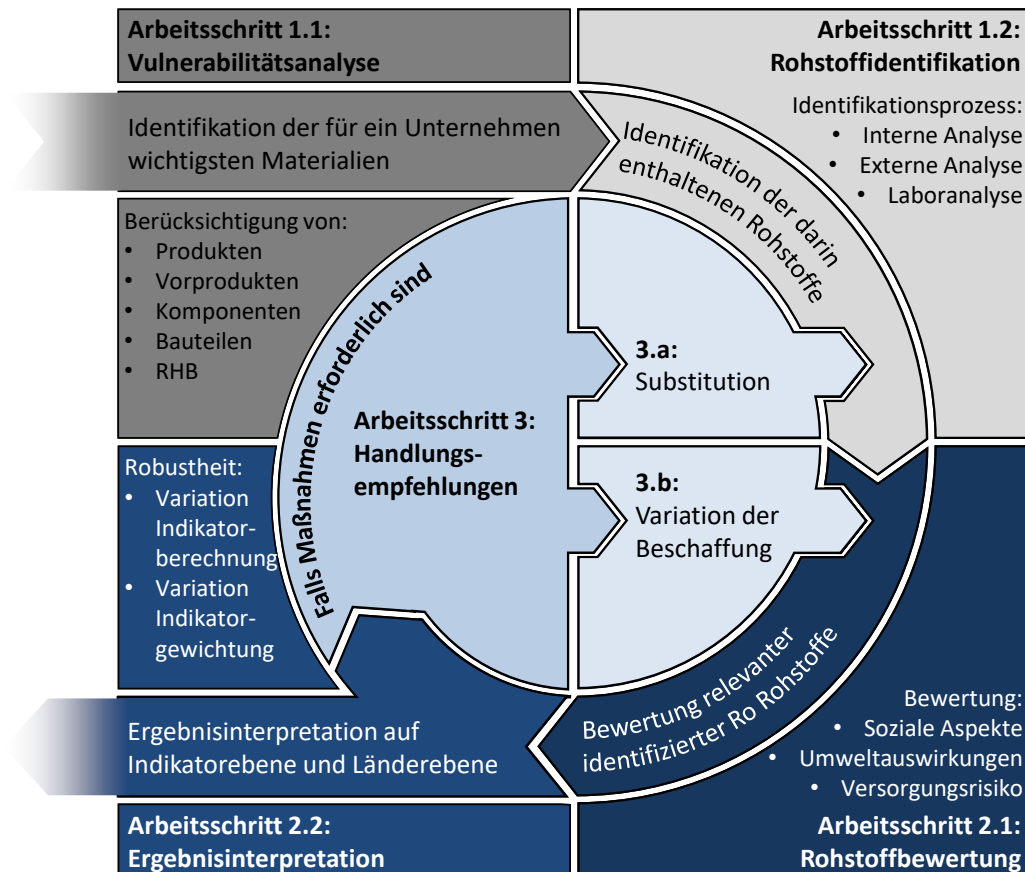 Arbeitsschritt 1.1:
Vulnerabilitätsanalyse
Identifikation der für ein Unternehmen
wichtigsten Materialien
Berücksichtigung von:
• Produkten
• Vorprodukten
• Komponenten
• Bauteilen
• RHB
Arbeitsschritt 1.2:
Rohstoffidentifikation
Identifikationsprozess:
• Interne Analyse
• Externe Analyse
• Laboranalyse
Identifikation der darin
enthaltenen Rohstoffe
Falls Maßnahmen erforderlich sind
Arbeitsschritt 3:
Handlungs-
empfehlungen
3.a:
Substitution
3.b:
Variation der
Beschaffung
Robustheit:
• Variation
Indikator-
berechnung
• Variation
Indikator-
gewichtung
Ergebnisinterpretation auf
Indikatorebene und Länderebene
Arbeitsschritt 2.2:
Ergebnisinterpretation
Bewertung relevanter
identifizierter Ro Rohstoffe
Bewertung:
• Soziale Aspekte
• Umweltauswirkungen
• Versorgungsrisiko
Arbeitsschritt 2.1:
Rohstoffbewertung